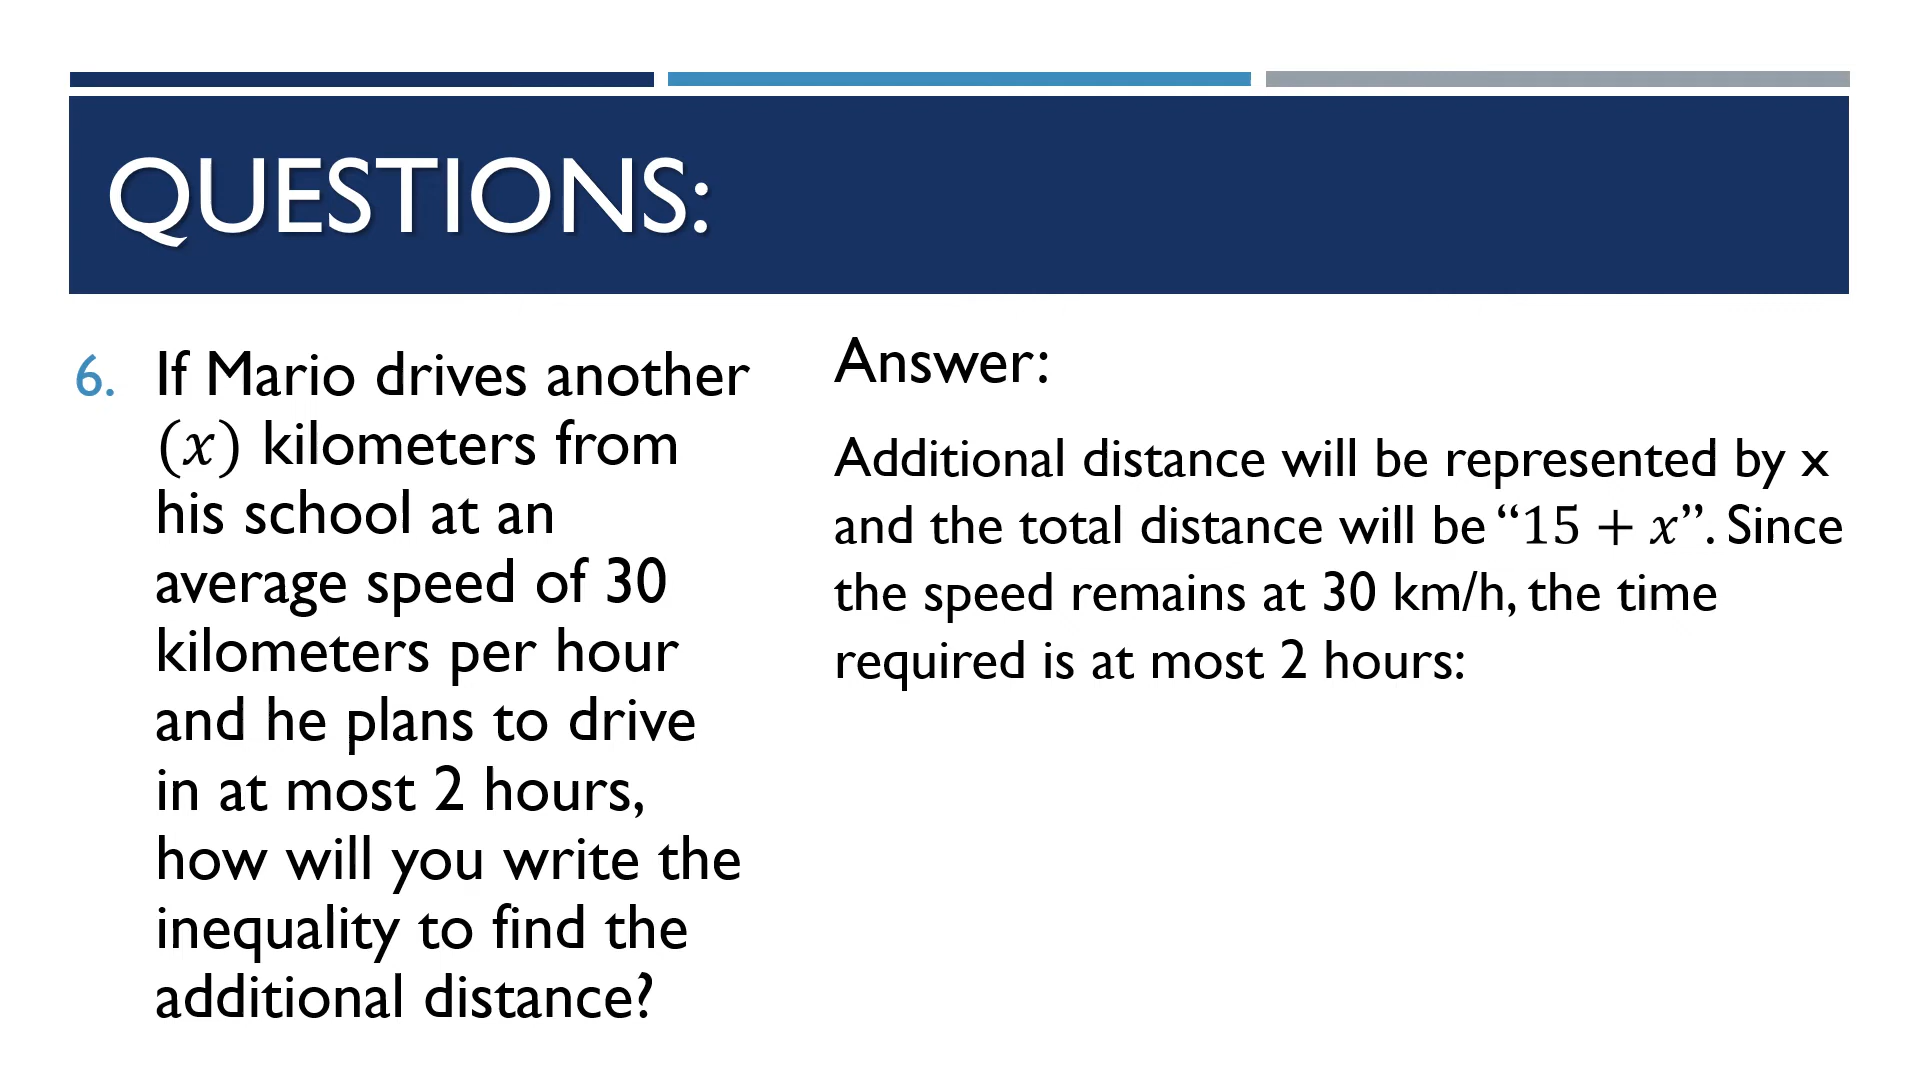 QUESTIONS:
6. If Mario drives another
(𝑥) kilometers from
his school at an
average speed of 30
kilometers per hour
and he plans to drive
in at most 2 hours,
how will you write the
inequality to find the
additional distance?
Answer:
Additional distance will be represented by x
and the total distance will be “15 + 𝑥”. Since
the speed remains at 30 km/h, the time
required is at most 2 hours: